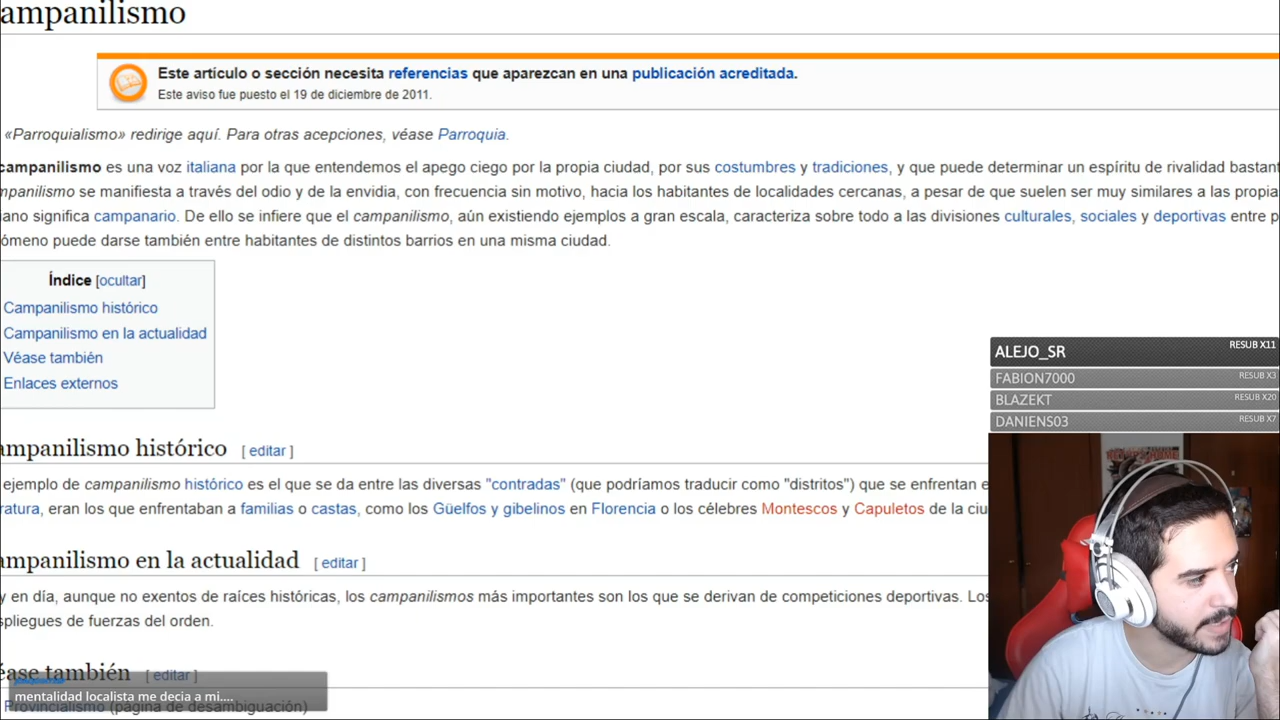 ampanilismo
Este artículo o sección necesita referencias que aparezcan en una publicación acreditada.
Este aviso fue puesto el 19 de diciembre de 2011.
«Parroquialismo» redirige aquí. Para otras acepciones, véase Parroquia.
campanilismo es una voz italiana por la que entendemos el apego ciego por la propia ciudad, por sus costumbres y tradiciones, y que puede determinar un espíritu de rivalidad bastant
mpanilismo se manifiesta a través del odio y de la envidia, con frecuencia sin motivo, hacia los habitantes de localidades cercanas, a pesar de que suelen ser muy similares a las propia
iano significa campanario. De ello se infiere que el campanilismo, aún existiendo ejemplos a gran escala, caracteriza sobre todo a las divisiones culturales, sociales y deportivas entre p
ómeno puede darse también entre habitantes de distintos barrios en una misma ciudad.
Índice [ocultar]
Campanilismo histórico
Campanilismo en la actualidad
Véase también
Enlaces externos
ALEJO_SR RESUB X11
FABION7000 RESUB X3
BLAZEKT RESUB X20
DANIENS03 RESUB X7
ampanilismo histórico [ editar ]
ejemplo de campanilismo histórico es el que se da entre las diversas "contradas" (que podríamos traducir como "distritos") que se enfrentan e
ratura, eran los que enfrentaban a familias o castas, como los Güelfos y gibelinos en Florencia o los célebres Montescos y Capuletos de la ciu
ampanilismo en la actualidad [ editar ]
y en día, aunque no exentos de raíces históricas, los campanilismos más importantes son los que se derivan de competiciones deportivas. Los
spliegues de fuerzas del orden.
éase también [ editar ]
mentalidad localista me decia a mi....
Provincialismo (página de desambiguación)